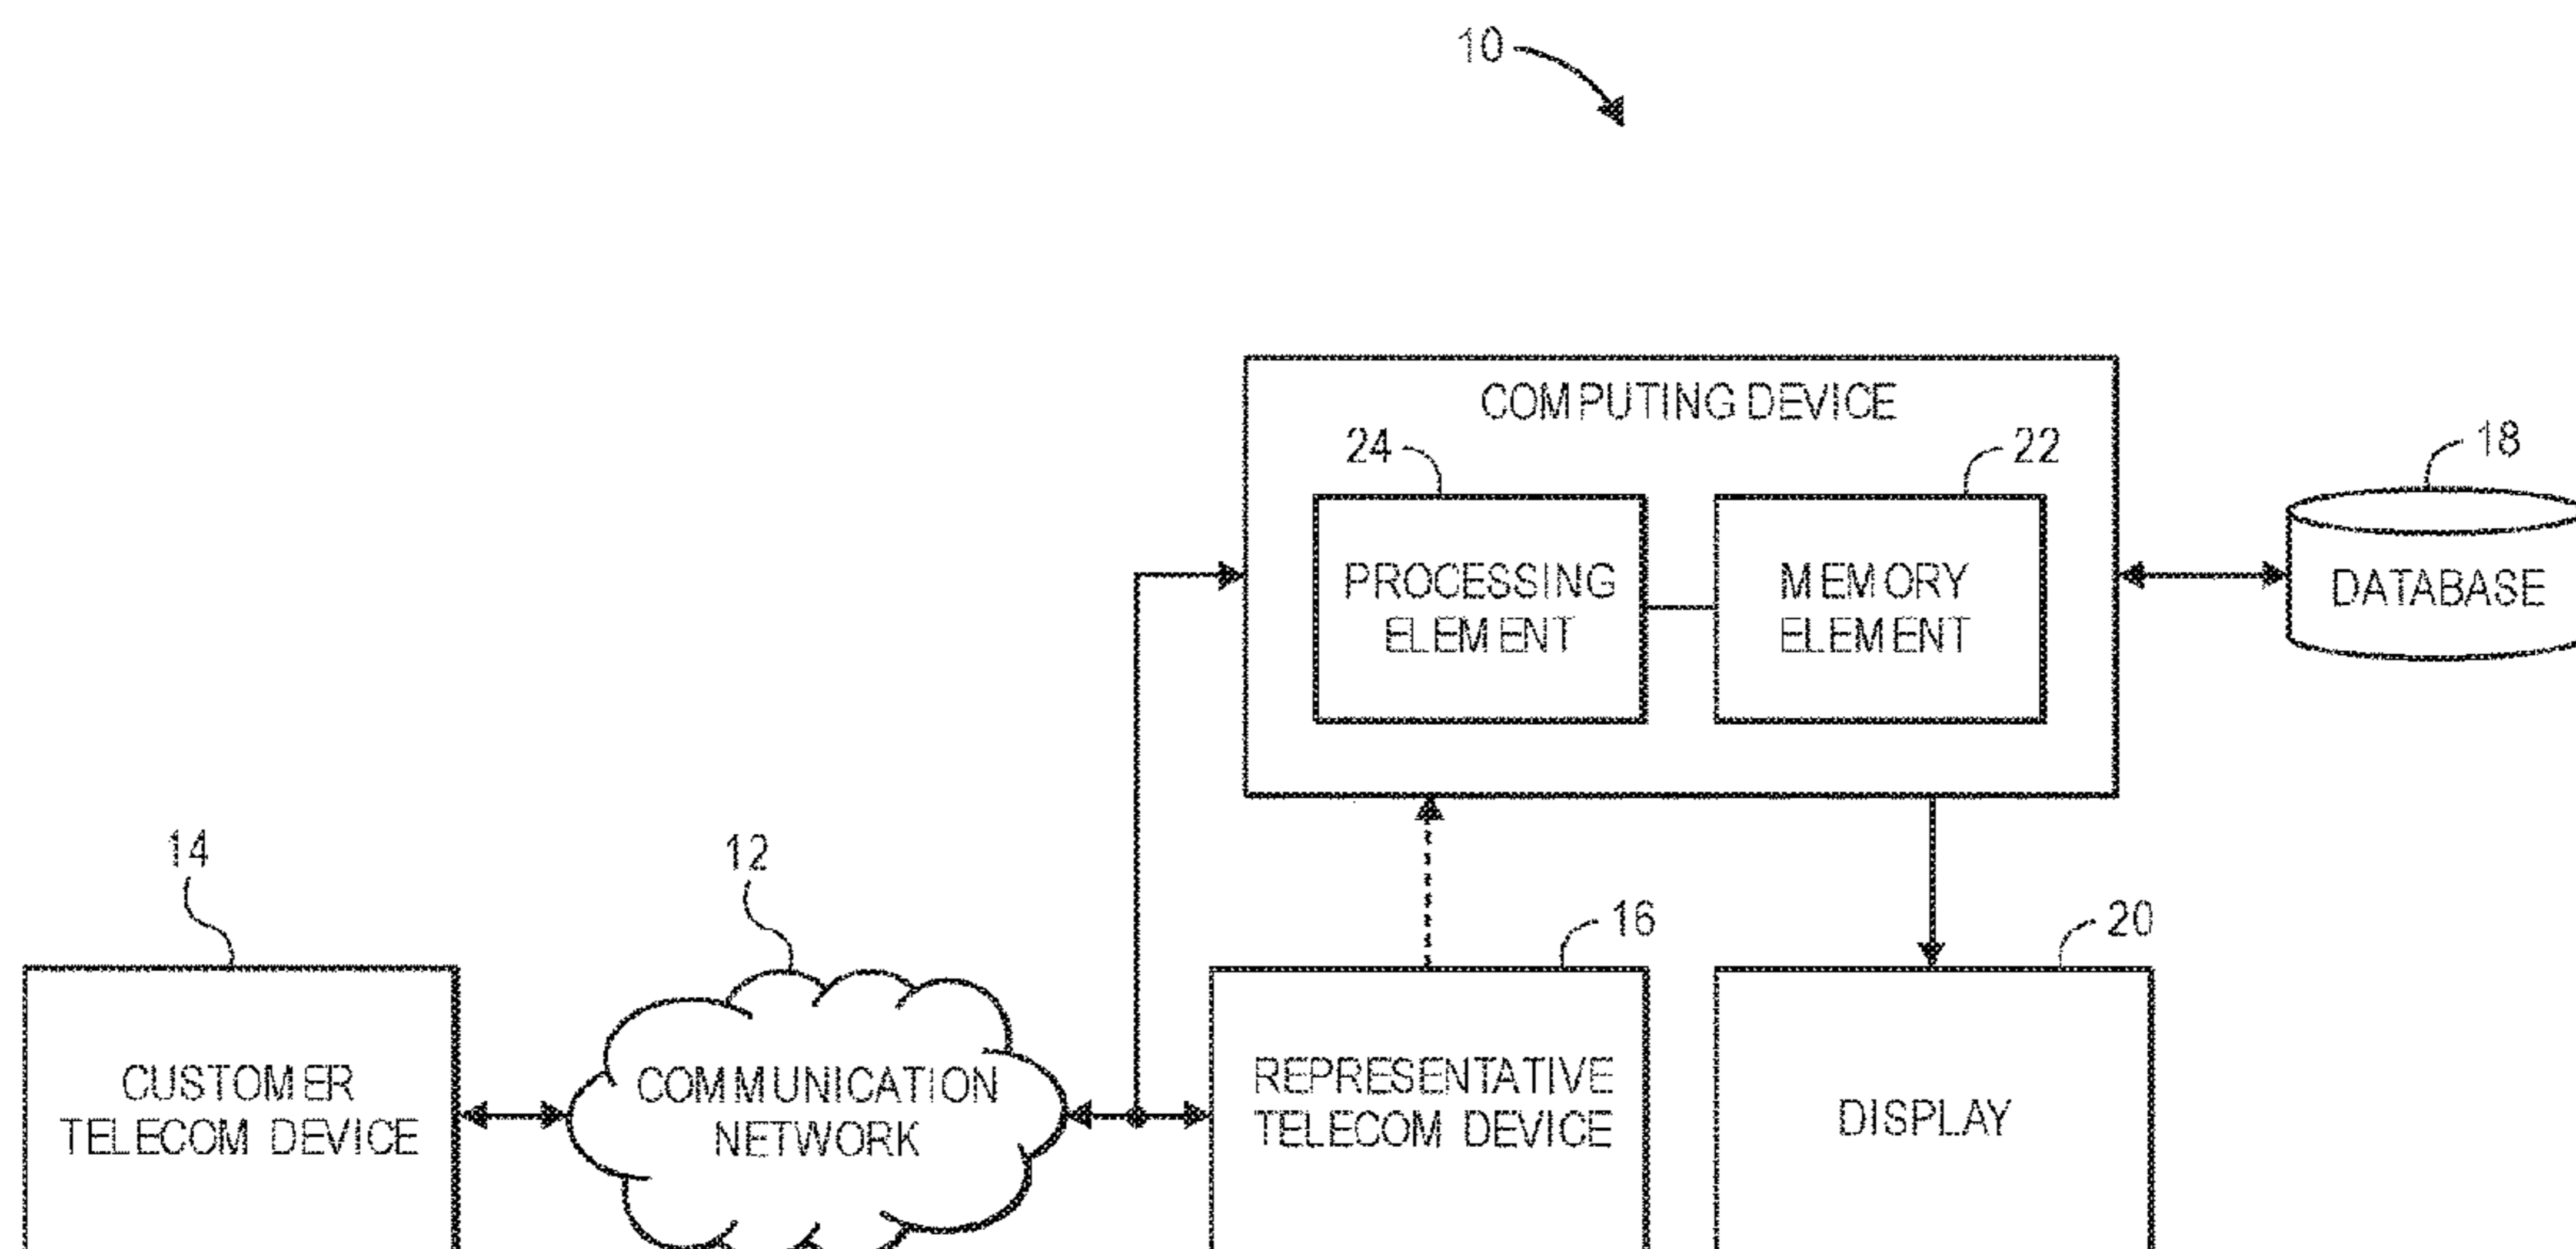 10
COMPUTING DEVICE
24
22
18
PROCESSING
ELEMENT
MEMORY
ELEMENT
DATABASE
14
12
16
20
CUSTOMER
TELECOM DEVICE
COMMUNICATION
NETWORK
REPRESENTATIVE
TELECOM DEVICE
DISPLAY